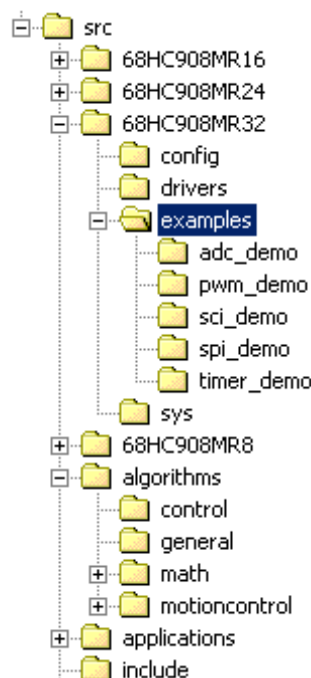 src
68HC908MR16
68HC908MR24
68HC908MR32
config
drivers
examples
adc_demo
pwm_demo
sci_demo
spi_demo
timer_demo
sys
68HC908MR8
algorithms
control
general
math
motioncontrol
applications
include